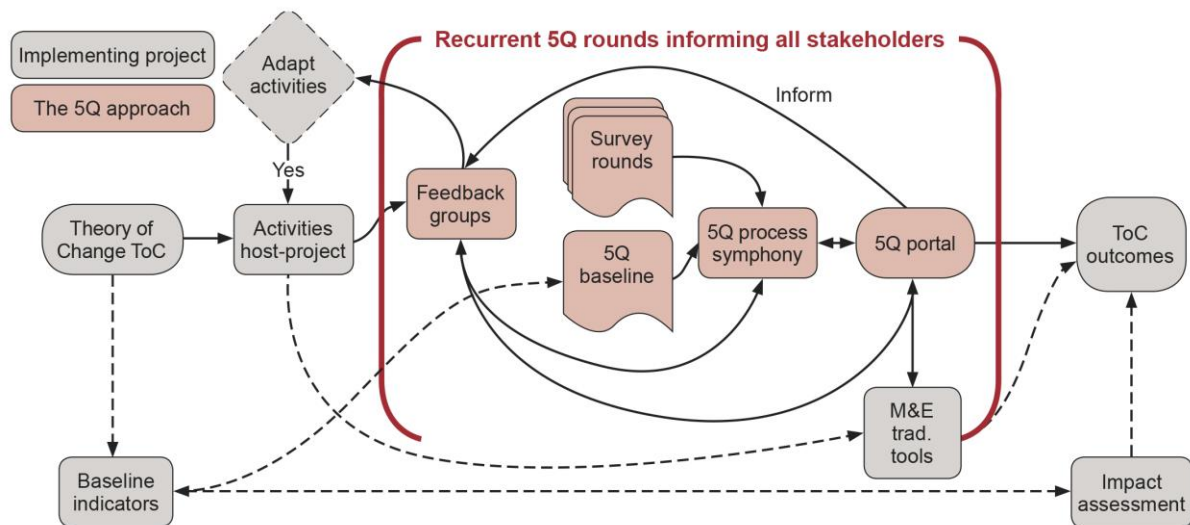 Recurrent 5Q rounds informing all stakeholders
Implementing project
The 5Q approach
Adapt
activities
Yes
Inform
Survey
rounds
Feedback
groups
Theory of
Change ToC
Activities
host-project
5Q
baseline
5Q process
symphony
5Q portal
ToC
outcomes
M&E
trad.
tools
Baseline
indicators
Impact
assessment